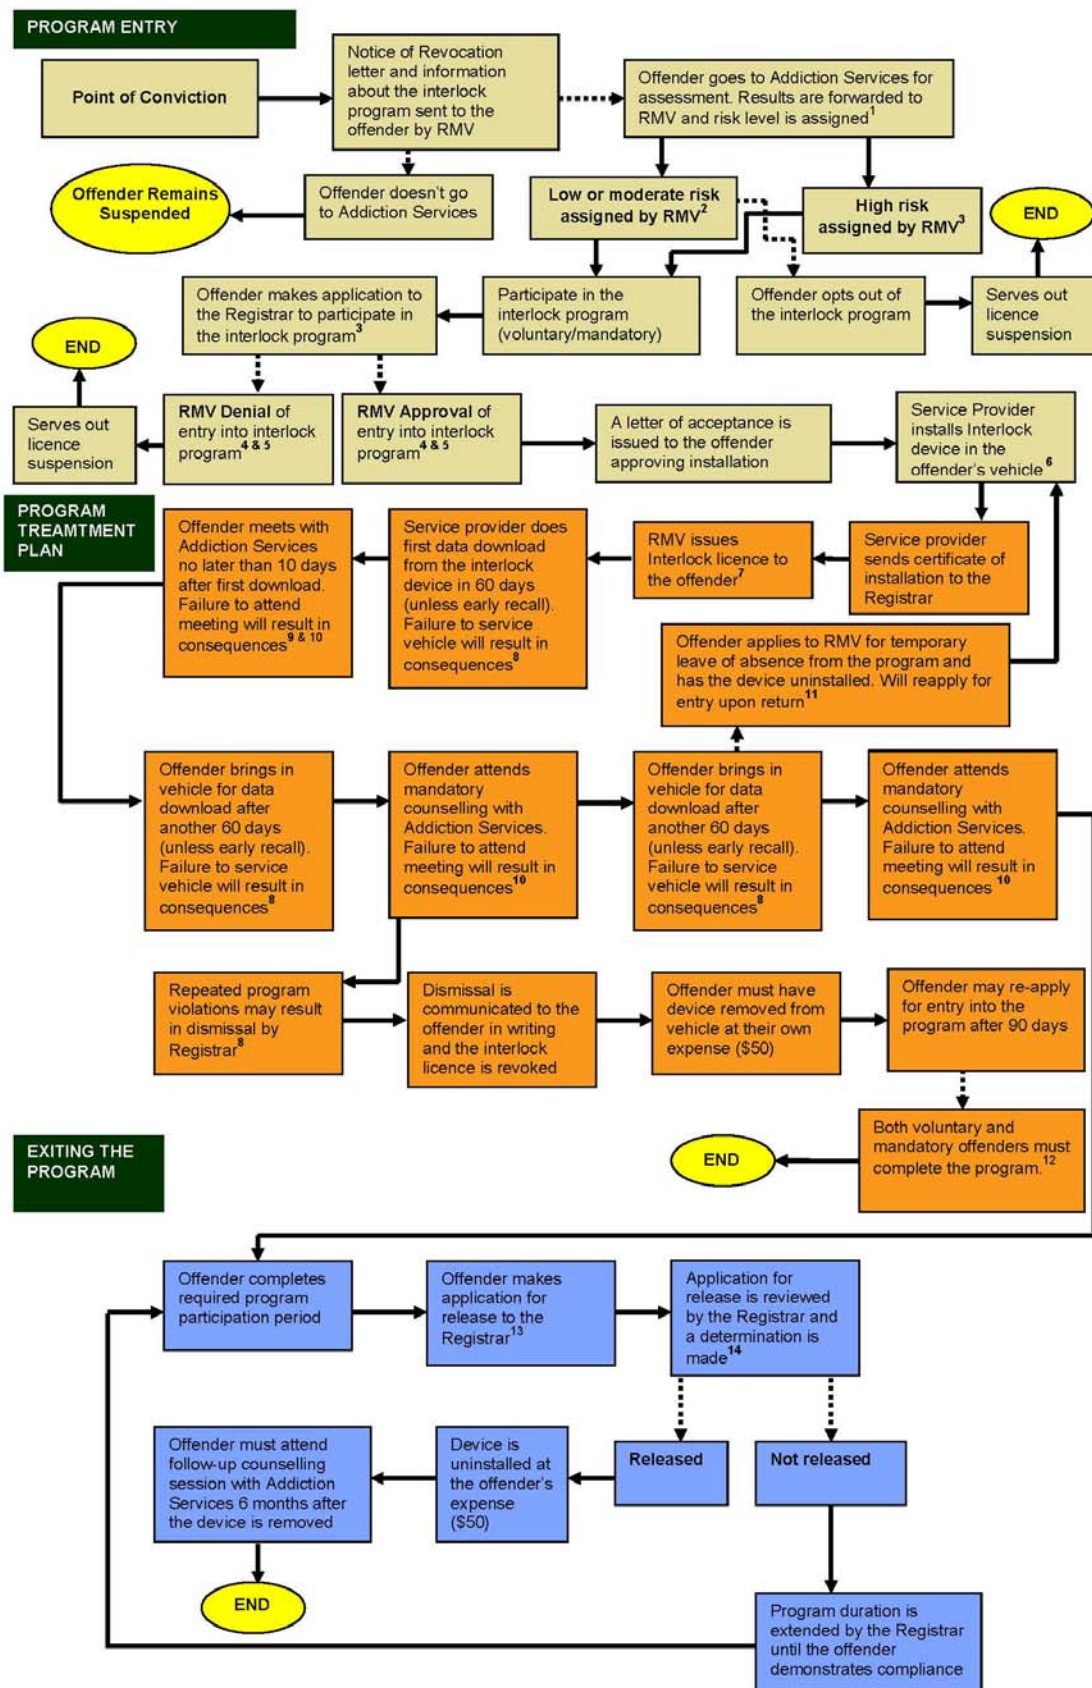 PROGRAM ENTRY
Point of Conviction
Notice of Revocation
letter and information
about the interlock
program sent to the
offender by RMV
Offender goes to Addiction Services for
assessment. Results are forwarded to
RMV and risk level is assigned1
Offender Remains
Suspended
Offender doesn't go
to Addiction Services
Low or moderate risk
assigned by RMV2
High risk
assigned by RMV3
END
Offender makes application to
the Registrar to participate in
the interlock program3
Participate in the
interlock program
(voluntary/mandatory)
Offender opts out of
the interlock program
Serves out
licence
suspension
END
Serves out
licence
suspension
RMV Denial of
entry into interlock
program4 & 5
RMV Approval of
entry into interlock
program4 & 5
A letter of acceptance is
issued to the offender
approving installation
Service Provider
installs Interlock
device in the
offender's vehicle 6
PROGRAM
TREAMTMENT
PLAN
Offender meets with
Addiction Services
no later than 10 days
after first download.
Failure to attend
meeting will result in
consequences9 & 10
Service provider does
first data download
from the interlock
device in 60 days
(unless early recall).
Failure to service
vehicle will result in
consequences8
RMV issues
Interlock licence to
the offender7
Service provider
sends certificate of
installation to the
Registrar
Offender applies to RMV for temporary
leave of absence from the program and
has the device uninstalled. Will reapply for
entry upon return11
Offender brings in
vehicle for data
download after
another 60 days
(unless early recall).
Failure to service
vehicle will result in
consequences8
Offender attends
mandatory
counselling with
Addiction Services.
Failure to attend
meeting will result in
consequences10
Offender brings in
vehicle for data
download after
another 60 days
(unless early recall).
Failure to service
vehicle will result in
consequences8
Offender attends
mandatory
counselling with
Addiction Services.
Failure to attend
meeting will result in
consequences 10
Repeated program
violations may result
in dismissal by
Registrar8
Dismissal is
communicated to the
offender in writing
and the interlock
licence is revoked
Offender must have
device removed from
vehicle at their own
expense ($50)
Offender may re-apply
for entry into the
program after 90 days
EXITING THE
PROGRAM
END
Both voluntary and
mandatory offenders must
complete the program.12
Offender completes
required program
participation period
Offender makes
application for
release to the
Registrar13
Application for
release is reviewed
by the Registrar and
a determination is
made14
Offender must attend
follow-up counselling
session with Addiction
Services 6 months after
the device is removed
Device is
uninstalled at
the offender's
expense
($50)
Released
Not released
END
Program duration is
extended by the Registrar
until the offender
demonstrates compliance